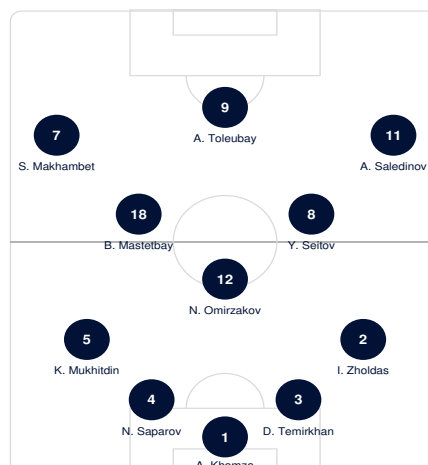 9
A. Toleubay
7
S. Makhambet
11
A. Saledinov
18
B. Mastetbay
8
Y. Seitov
12
N. Omirzakov
5
K. Mukhitdin
2
I. Zholdas
4
N. Saparov
3
D. Temirkhan
1
A. Khamza